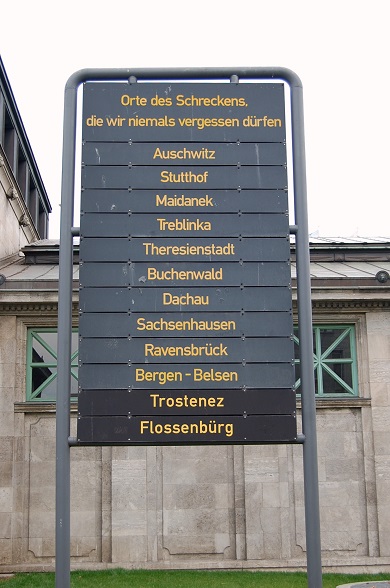 Orte des Schreckens,
die wir niemals vergessen dürfen
Auschwitz
Stutthof
Maidanek
Treblinka
Theresienstadt
Buchenwald
Dachau
Sachsenhausen
Ravensbrück
Bergen - Belsen
Trostenez
Flossenbürg